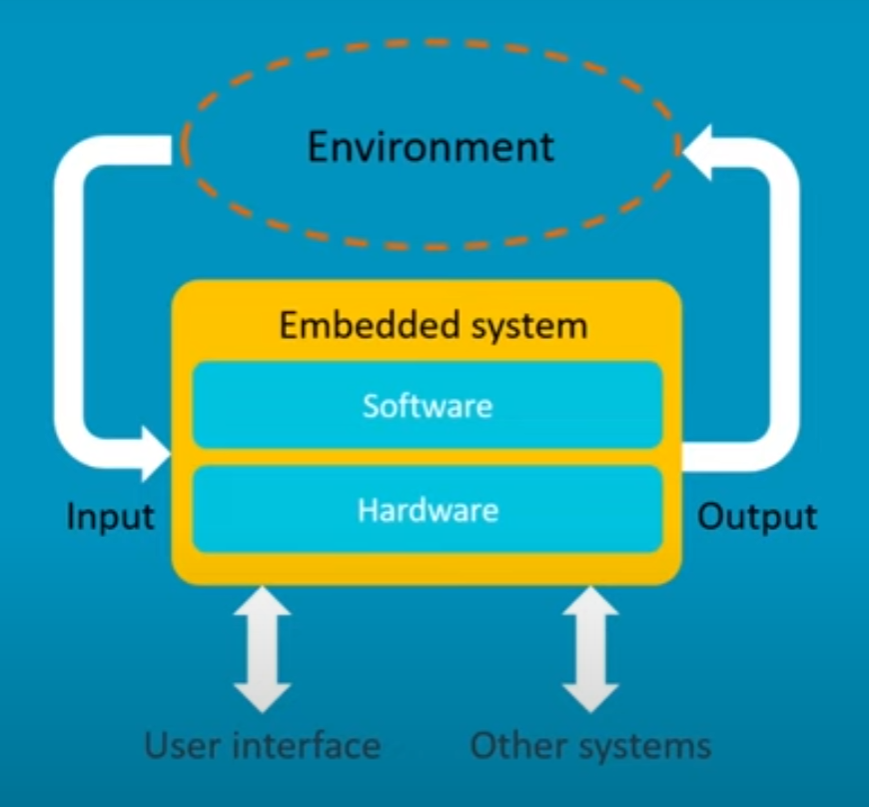 Environment
Embedded system
Software
Hardware
Input
Output
User interface
Other systems